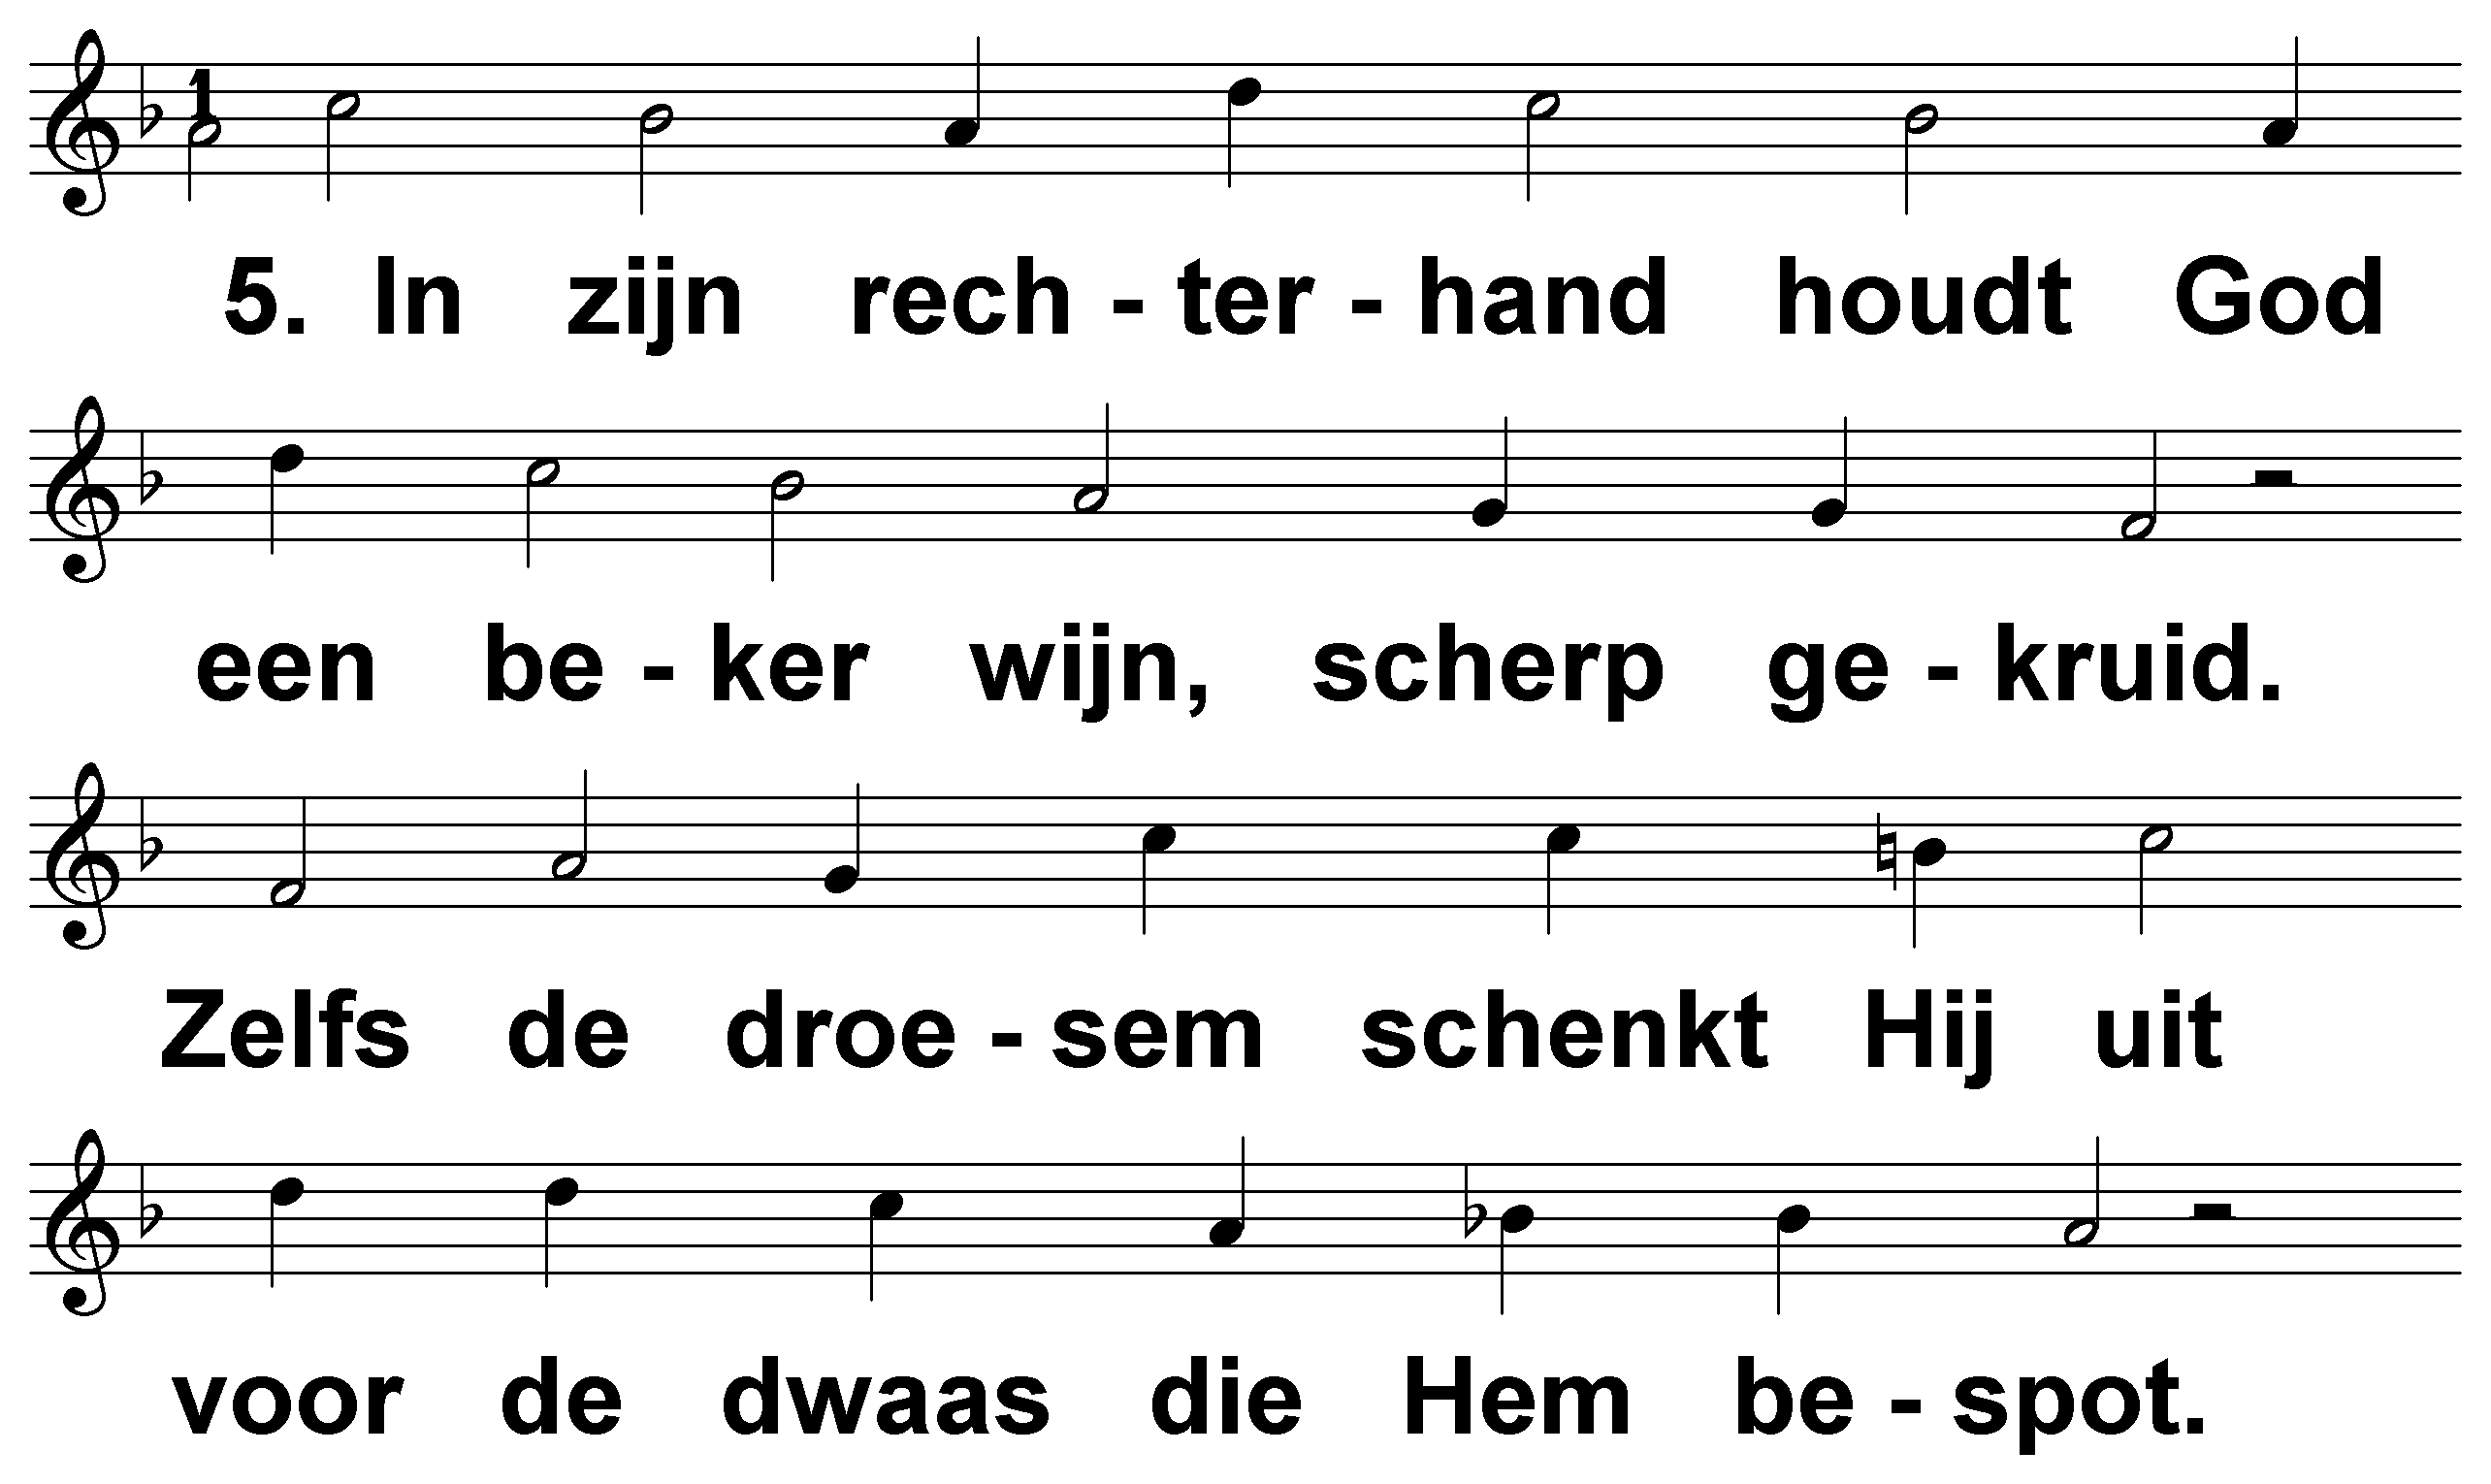 1
5. In zijn rech - ter - hand houdt God
een be - ker wijn, scherp ge - kruid.
Zelfs de droe - sem schenkt Hij uit
voor de dwaas die Hem be - spot.